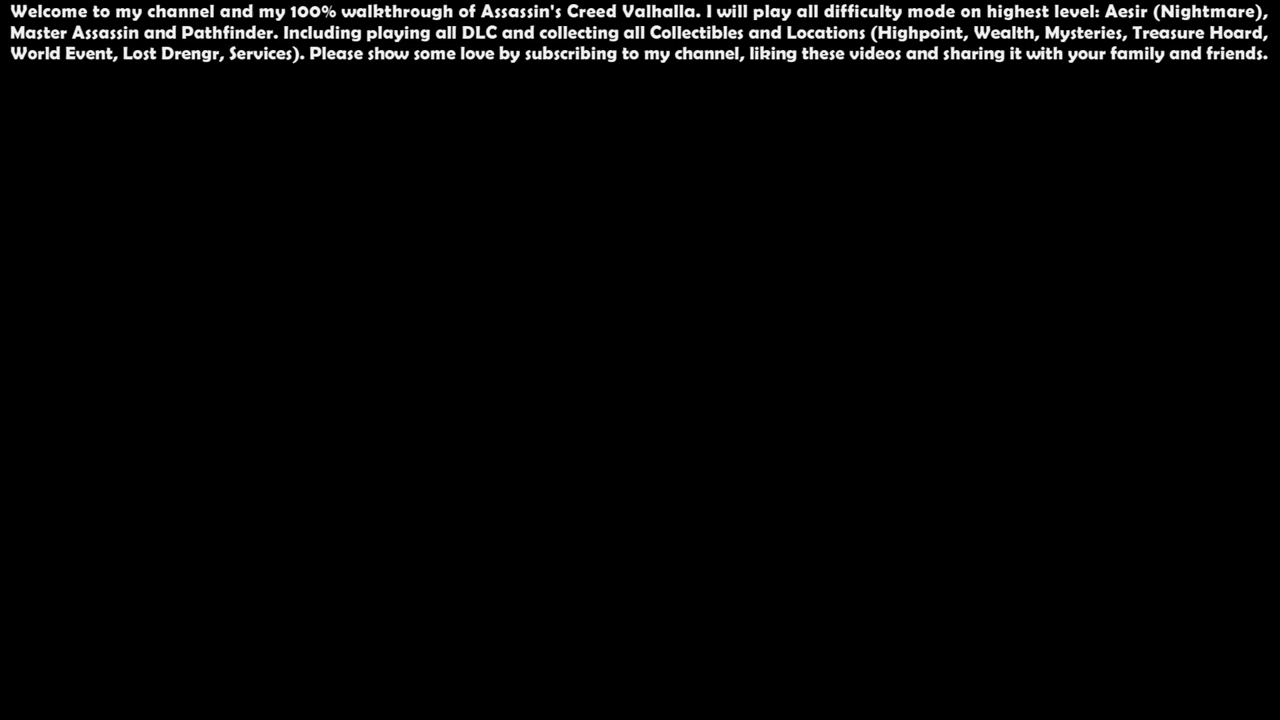 Welcome to my channel and my 100% walkthrough of Assassin's Creed Valhalla. I will play all difficulty mode on highest level: Aesir (Nightmare),
Master Assassin and Pathfinder. Including playing all DLC and collecting all Collectibles and Locations (Highpoint, Wealth, Mysteries, Treasure Hoard,
World Event, Lost Drengr, Services). Please show some love by subscribing to my channel, liking these videos and sharing it with your family and friends.